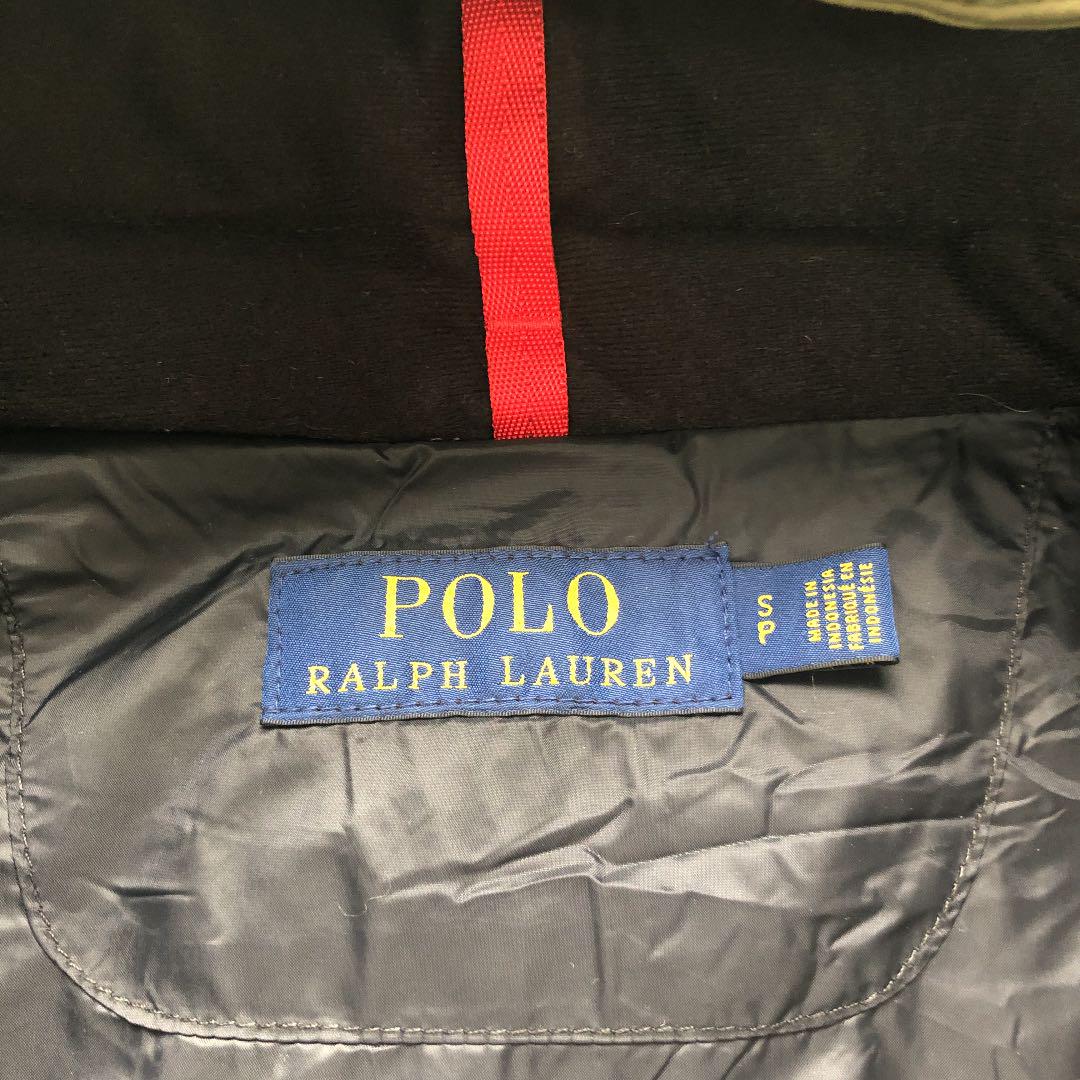 POLO
RALPH LAUREN
S
P
MADE IN
INDONESIA
FABRIQUÉ EN
INDONÉSIE